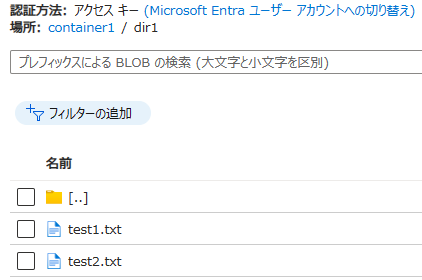 認証方法: アクセス キー (Microsoft Entra ユーザー アカウントへの切り替え)
場所: container1 / dir1
プレフィックスによる BLOB の検索 (大文字と小文字を区別)
フィルターの追加
名前
[..]
test1.txt
test2.txt